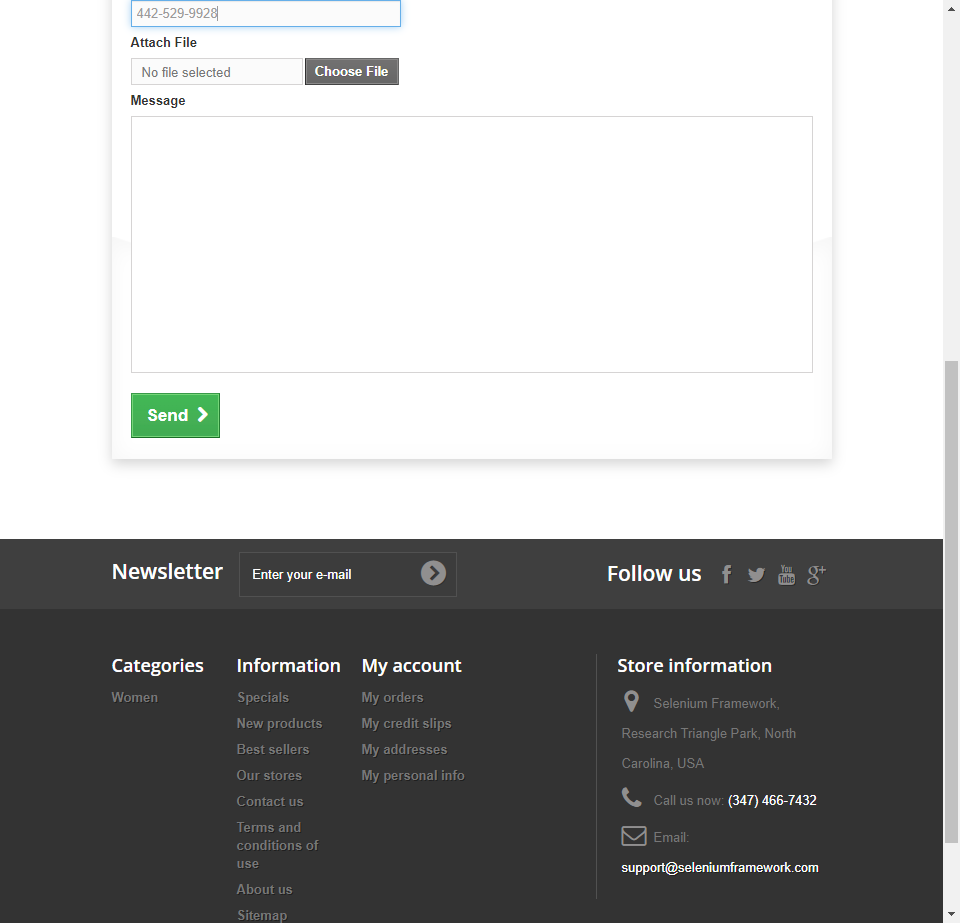 442-529-9928
Attach File
No file selected
Choose File
Message
Send
Newsletter
Enter your e-mail
Follow us
You
Tube
g+
Categories
Women
Information
Specials
New products
Best sellers
Our stores
Contact us
Terms and
conditions of
use
About us
Sitemap
My account
My orders
My credit slips
My addresses
My personal info
Store information
Selenium Framework,
Research Triangle Park, North
Carolina, USA
Call us now: (347) 466-7432
Email:
support@seleniumframework.com